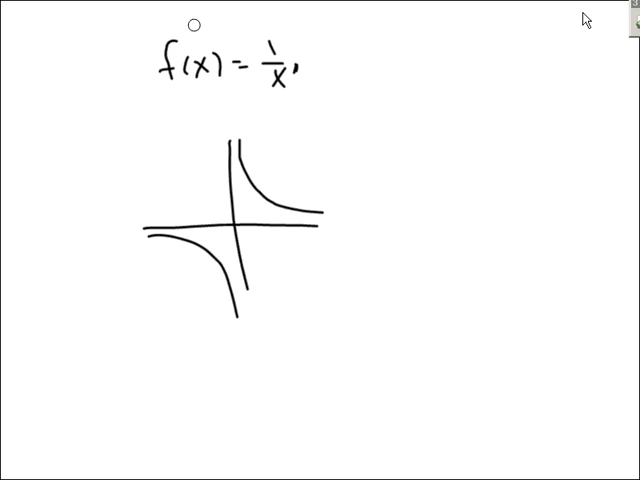 f(x) = 1/x,